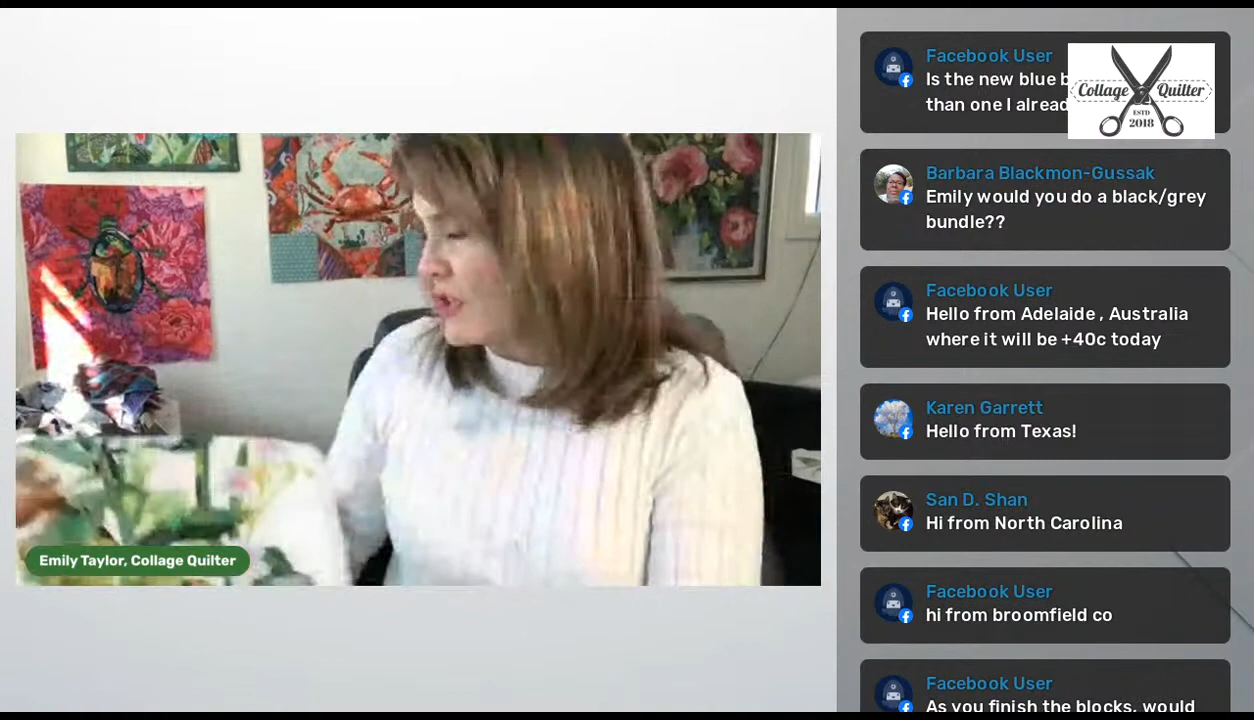 Facebook User
Is the new blue b
than one I alread
Collage Quilter
ESTD
2018
Barbara Blackmon-Gussak
Emily would you do a black/grey
bundle??
Facebook User
Hello from Adelaide , Australia
where it will be +40c today
Karen Garrett
Hello from Texas!
San D. Shan
Hi from North Carolina
Emily Taylor, Collage Quilter
Facebook User
hi from broomfield co
Facebook User
As you finish the blocks, would